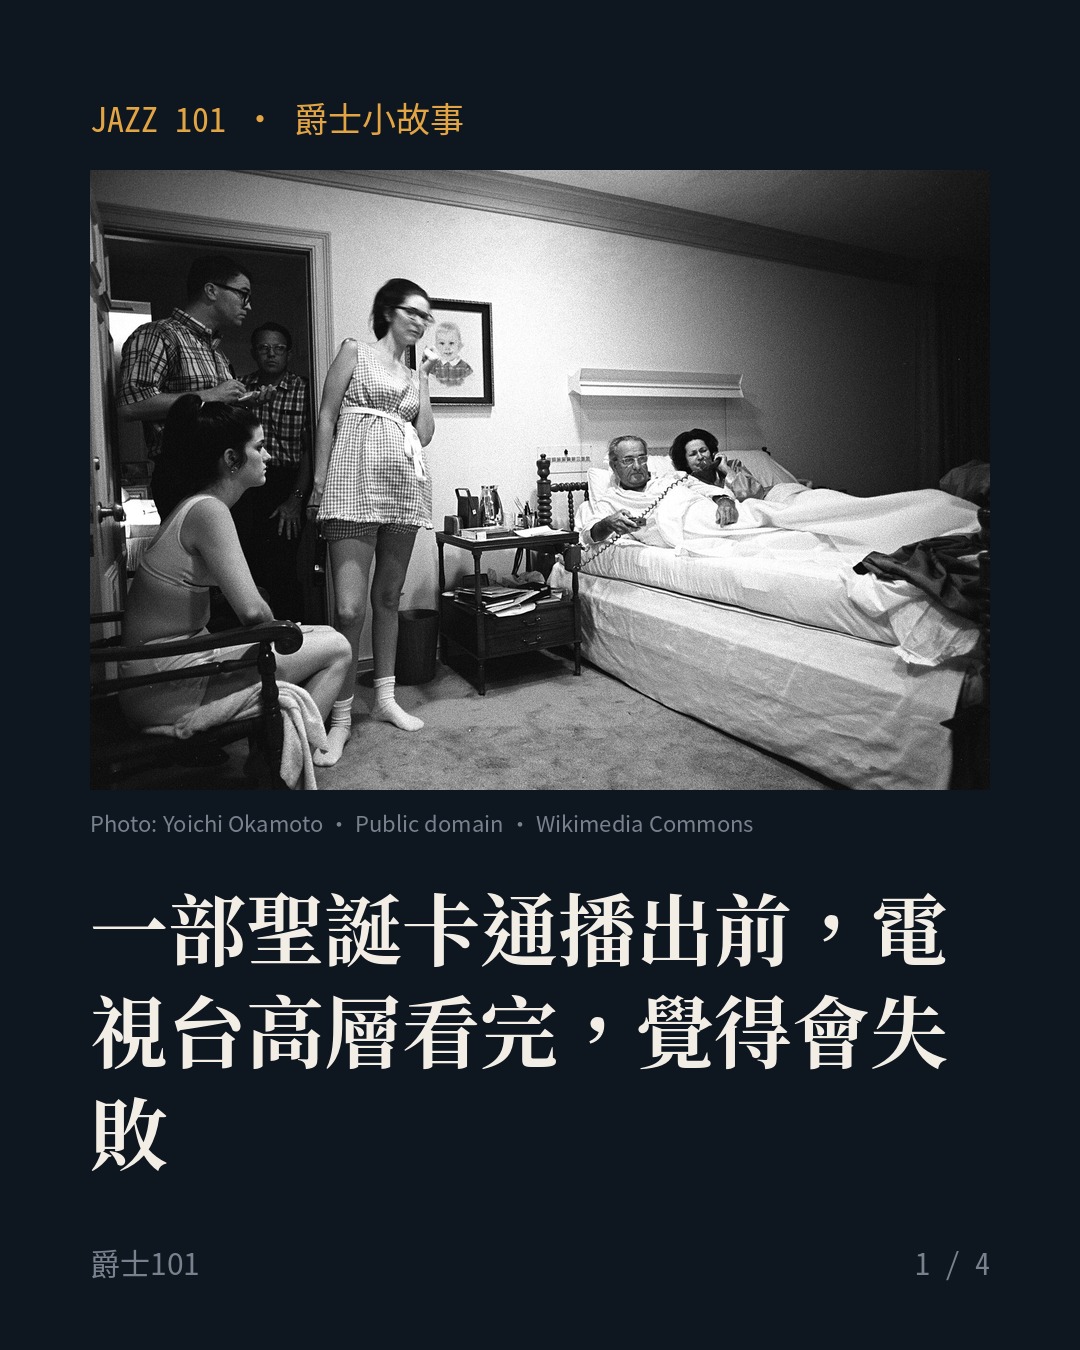 JAZZ 101 · 爵士小故事
Photo: Yoichi Okamoto · Public domain · Wikimedia Commons
一部聖誕卡通播出前，電
視台高層看完，覺得會失
敗
爵士101
1 / 4